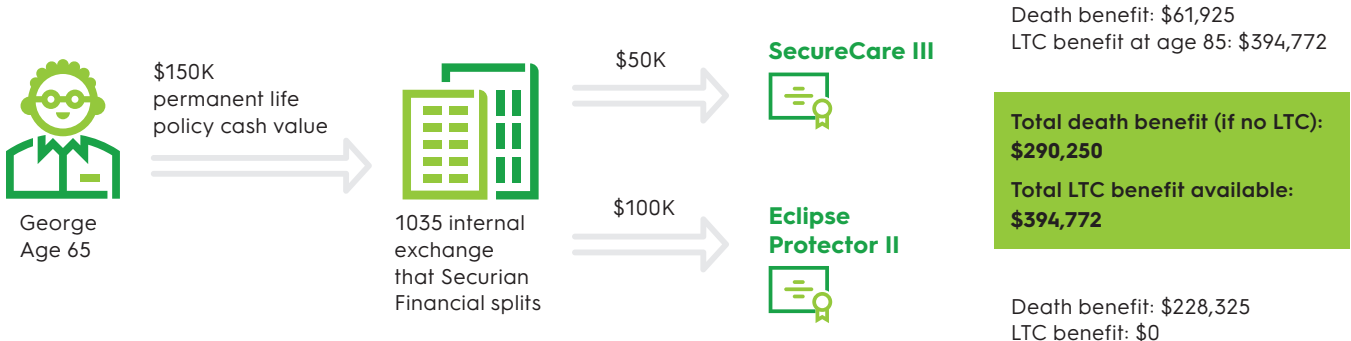 George
Age 65
$150K
permanent life
policy cash value
1035 internal
exchange
that Securian
Financial splits
$50K
SecureCare III
Death benefit: $61,925
LTC benefit at age 85: $394,772
Total death benefit (if no LTC):
$290,250
Total LTC benefit available:
$394,772
$100K
Eclipse
Protector II
Death benefit: $228,325
LTC benefit: $0